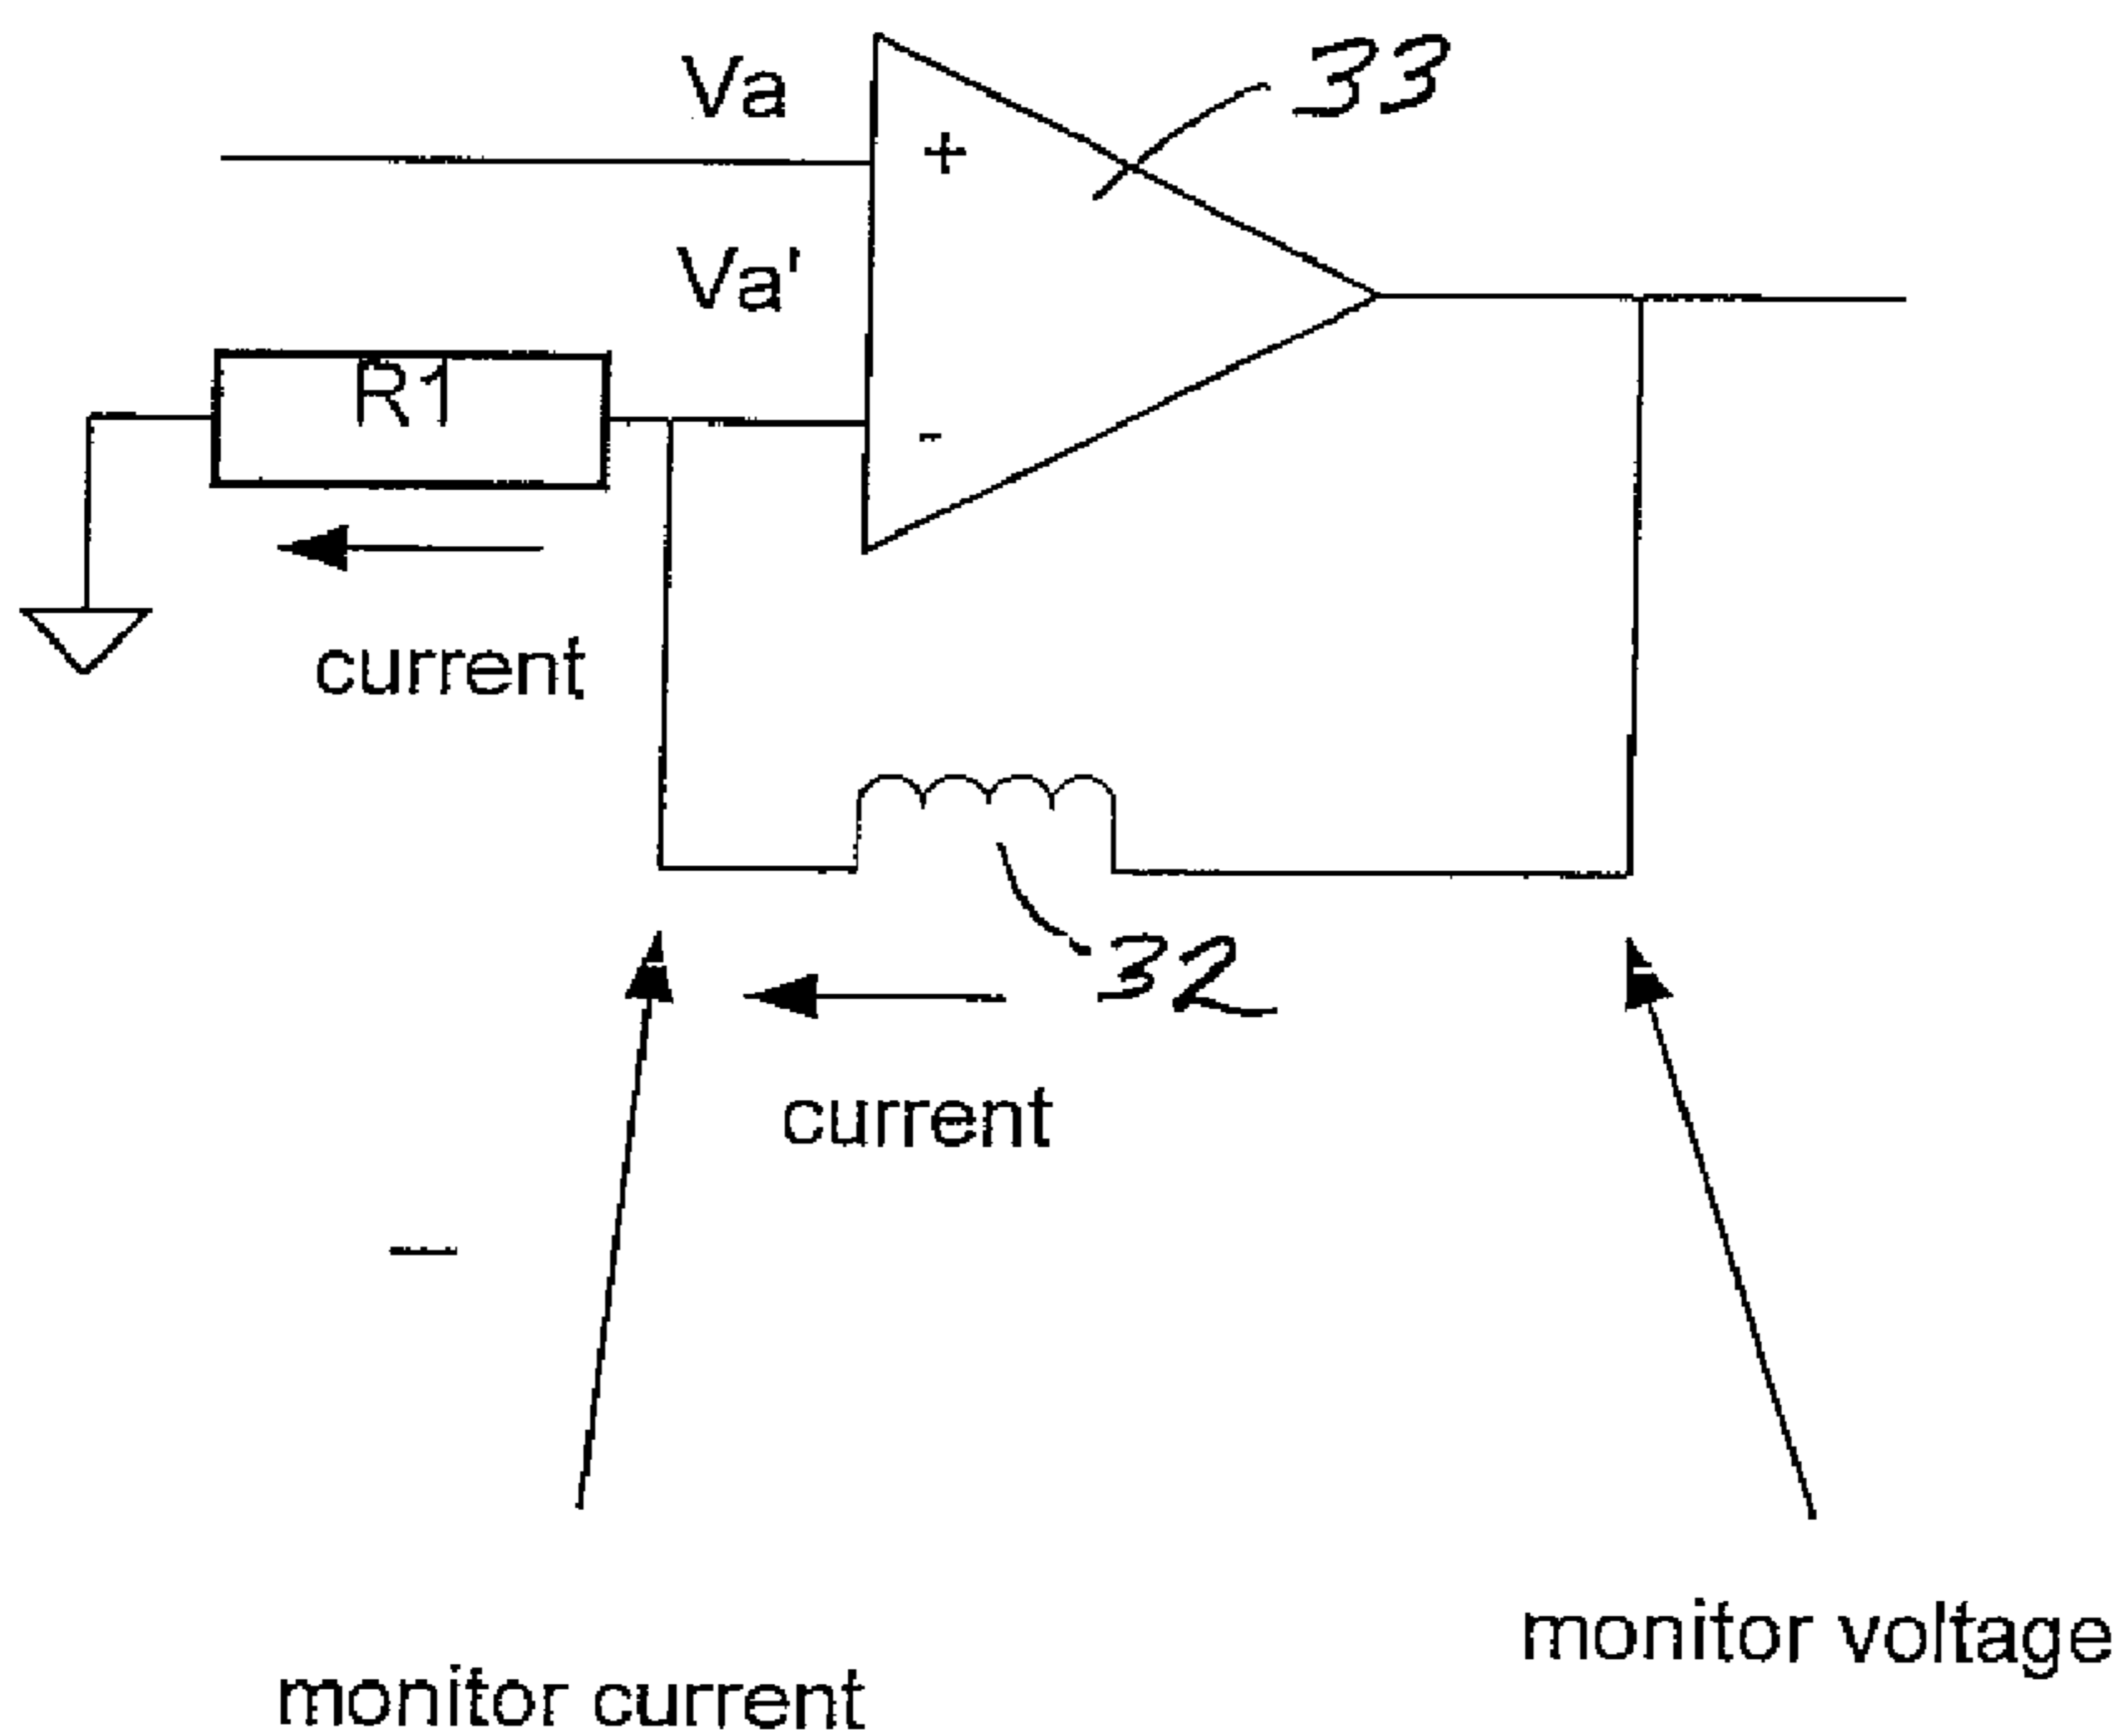 Va
33
+
Va'
R1
-
current
32
current
monitor voltage
monitor current